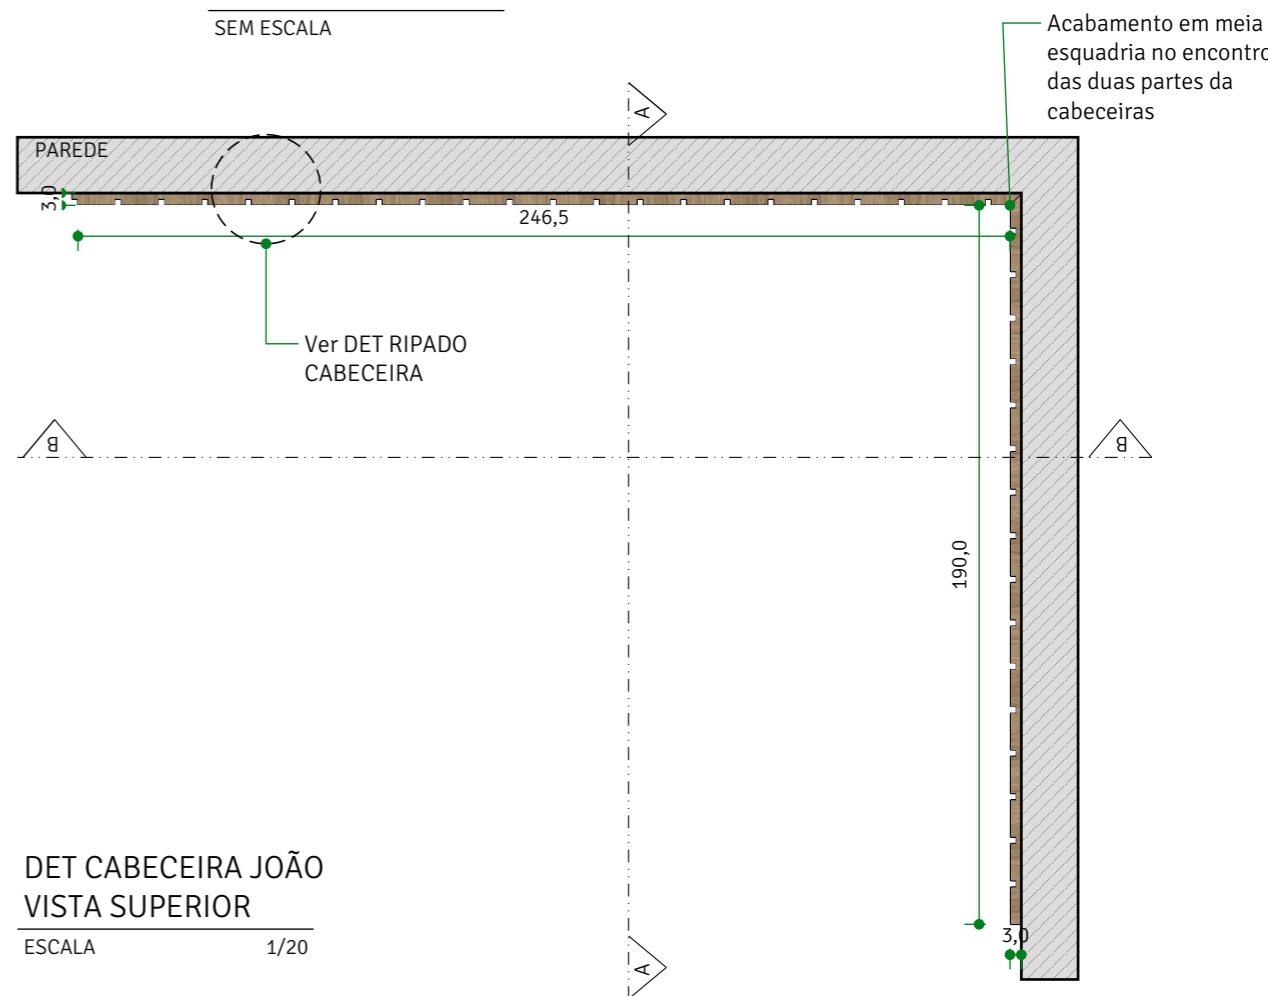 SEM ESCALA
Acabamento em meia
esquadria no encontro
das duas partes da
cabeceiras
A
PAREDE
3,0
246,5
Ver DET RIPADO
CABECEIRA
B
B
190,0
DET CABECEIRA JOÃO
VISTA SUPERIOR
ESCALA 1/20
3,0
A